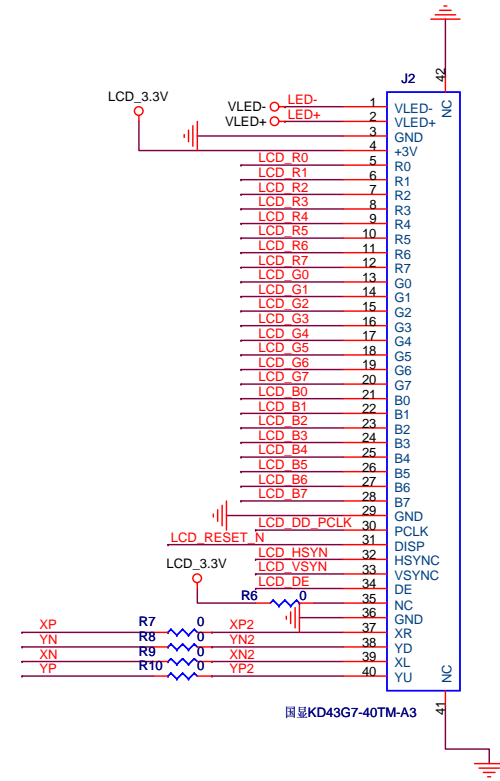 42
J2
NC
LCD_3.3V
VLED- LED- 1 VLED-
VLED+ LED+ 2 VLED+
3 GND
4 +3V
LCD_R0 5 R0
LCD_R1 6 R1
LCD_R2 7 R2
LCD_R3 8 R3
LCD_R4 9 R4
LCD_R5 10 R5
LCD_R6 11 R6
LCD_R7 12 R7
LCD_G0 13 G0
LCD_G1 14 G1
LCD_G2 15 G2
LCD_G3 16 G3
LCD_G4 17 G4
LCD_G5 18 G5
LCD_G6 19 G6
LCD_G7 20 G7
LCD_B0 21 B0
LCD_B1 22 B1
LCD_B2 23 B2
LCD_B3 24 B3
LCD_B4 25 B4
LCD_B5 26 B5
LCD_B6 27 B6
LCD_B7 28 B7
29 GND
LCD_DD_PCLK 30 PCLK
LCD_RESET_N 31 DISP
LCD_HSYN 32 HSYNC
LCD_VSYN 33 VSYNC
LCD_3.3V
LCD_DE 34 DE
R6 0 35 NC
36 GND
XP R7 0 XP2 37 XR
YN R8 0 YN2 38 YD
XN R9 0 XN2 39 XL
YP R10 0 YP2 40 YU
NC
41
国显KD43G7-40TM-A3